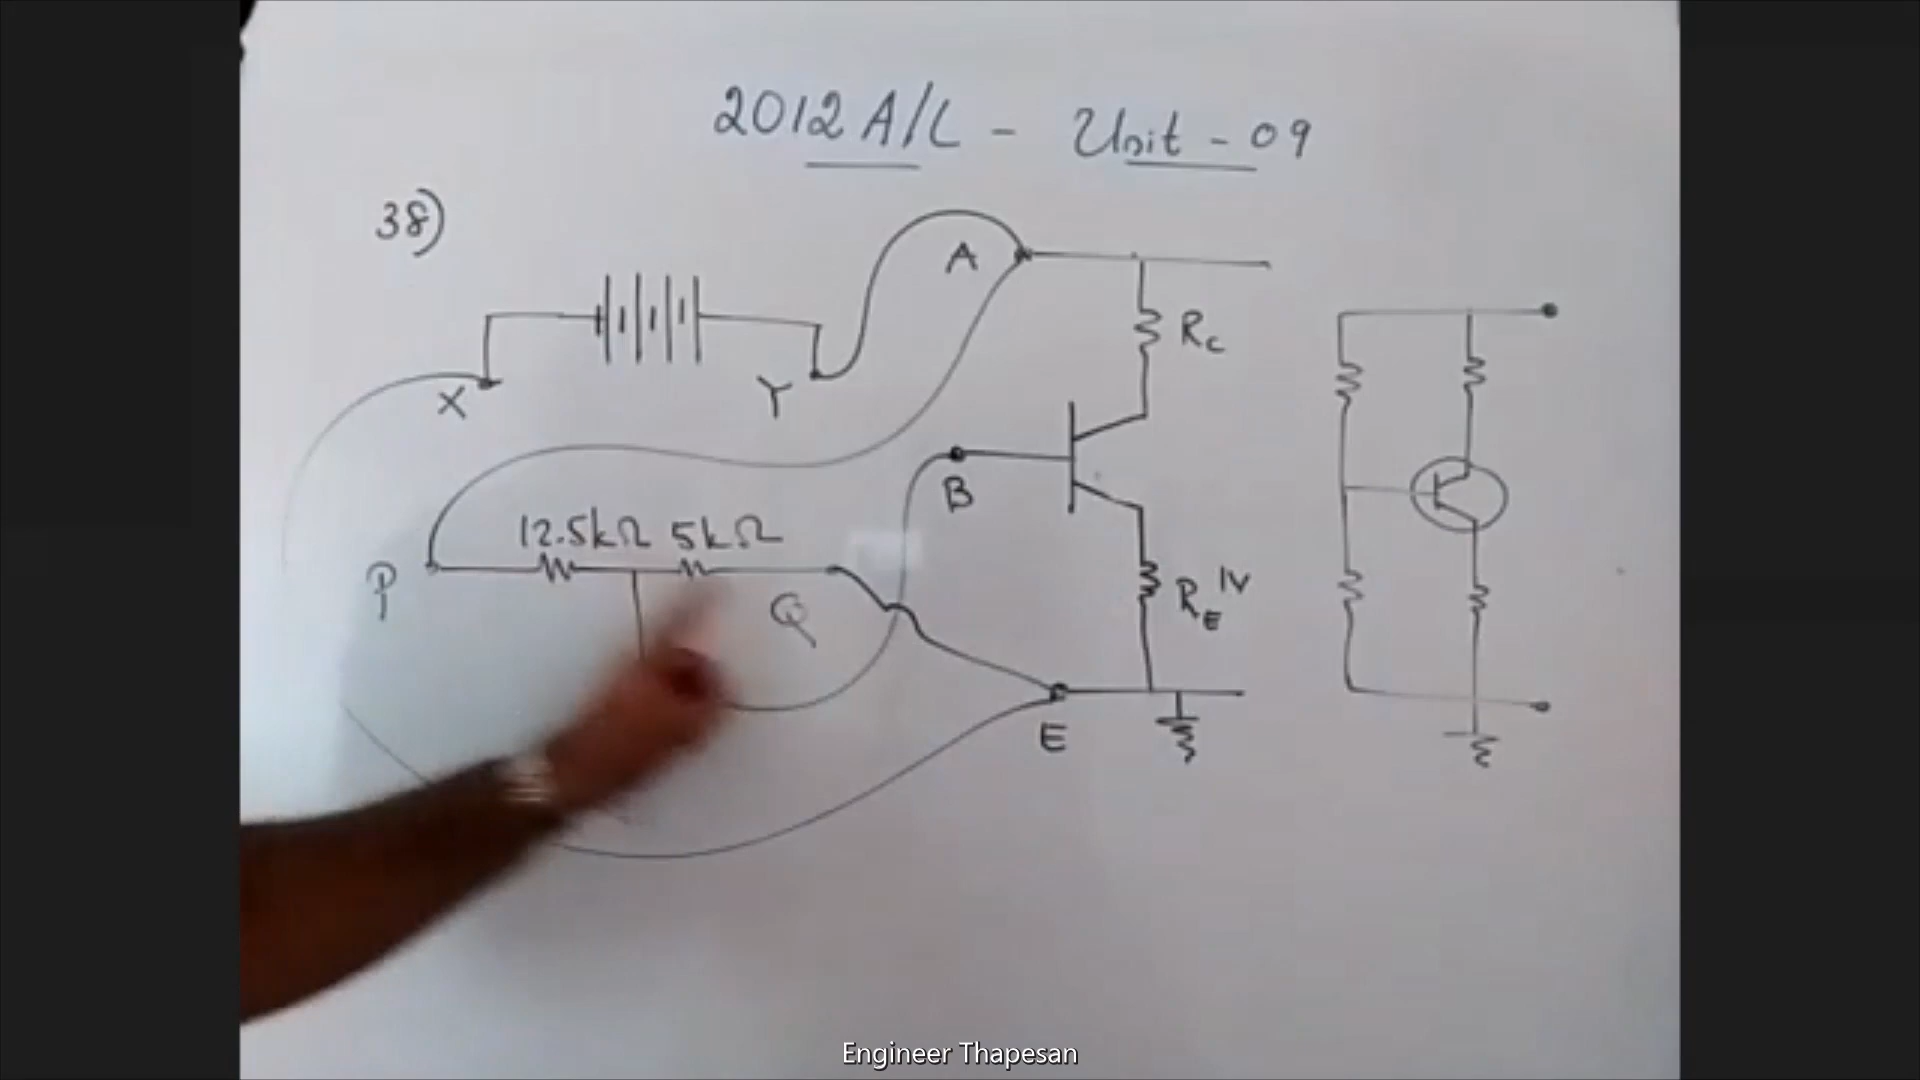 2012 A/L - Unit - 09
38)
A
Rc
X
Y
B
12.5kΩ 5kΩ
P
Q
RE 1V
E
Engineer Thapesan